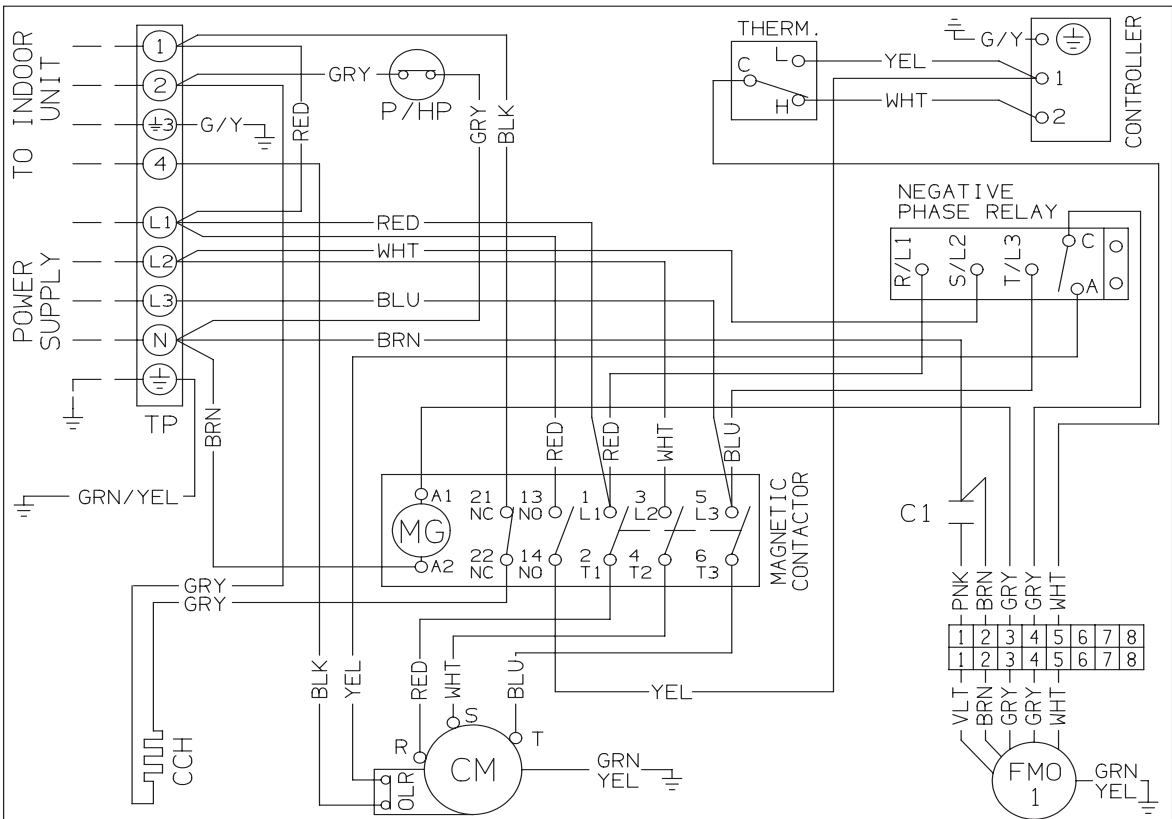 TO INDOOR
UNIT
POWER
SUPPLY
1
2
3
4
L1
L2
L3
N
TP
G/Y
RED
GRY
P/HP
GRY
BLK
THERM.
C
L
H
YEL
WHT
G/Y
1
2
CONTROLLER
NEGATIVE
PHASE RELAY
R/L1
S/L2
T/L3
C
A
RED
WHT
BLU
BRN
BRN
GRN/YEL
RED
RED
WHT
BLU
MG
A1
A2
21
NC
13
NO
1
L1
3
L2
5
L3
22
NC
14
NO
2
T1
4
T2
6
T3
MAGNETIC
CONTACTOR
C1
GRY
GRY
CCH
BLK
YEL
RED
WHT
BLU
YEL
R
S
T
OLR
CM
GRN
YEL
PNK
BRN
GRY
GRY
WHT
1 2 3 4 5 6 7 8
1 2 3 4 5 6 7 8
VLT
BRN
GRY
GRY
WHT
FMO
1
GRN
YEL